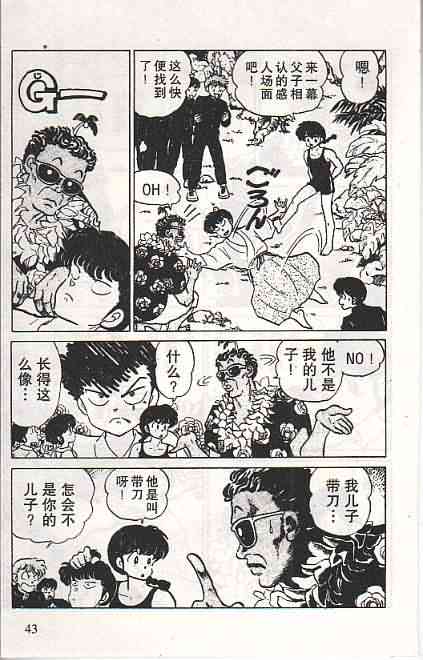 嗯！
来一幕
父子相
认的感
人场面
吧！
这么快
便找到
了！
OH！
ごろん
G
NO！
他不是
我的儿
子！
什么？
长得这
么像…
我儿子
带刀…
他是叫
带刀
呀！
怎会不
是你的
儿子？
43